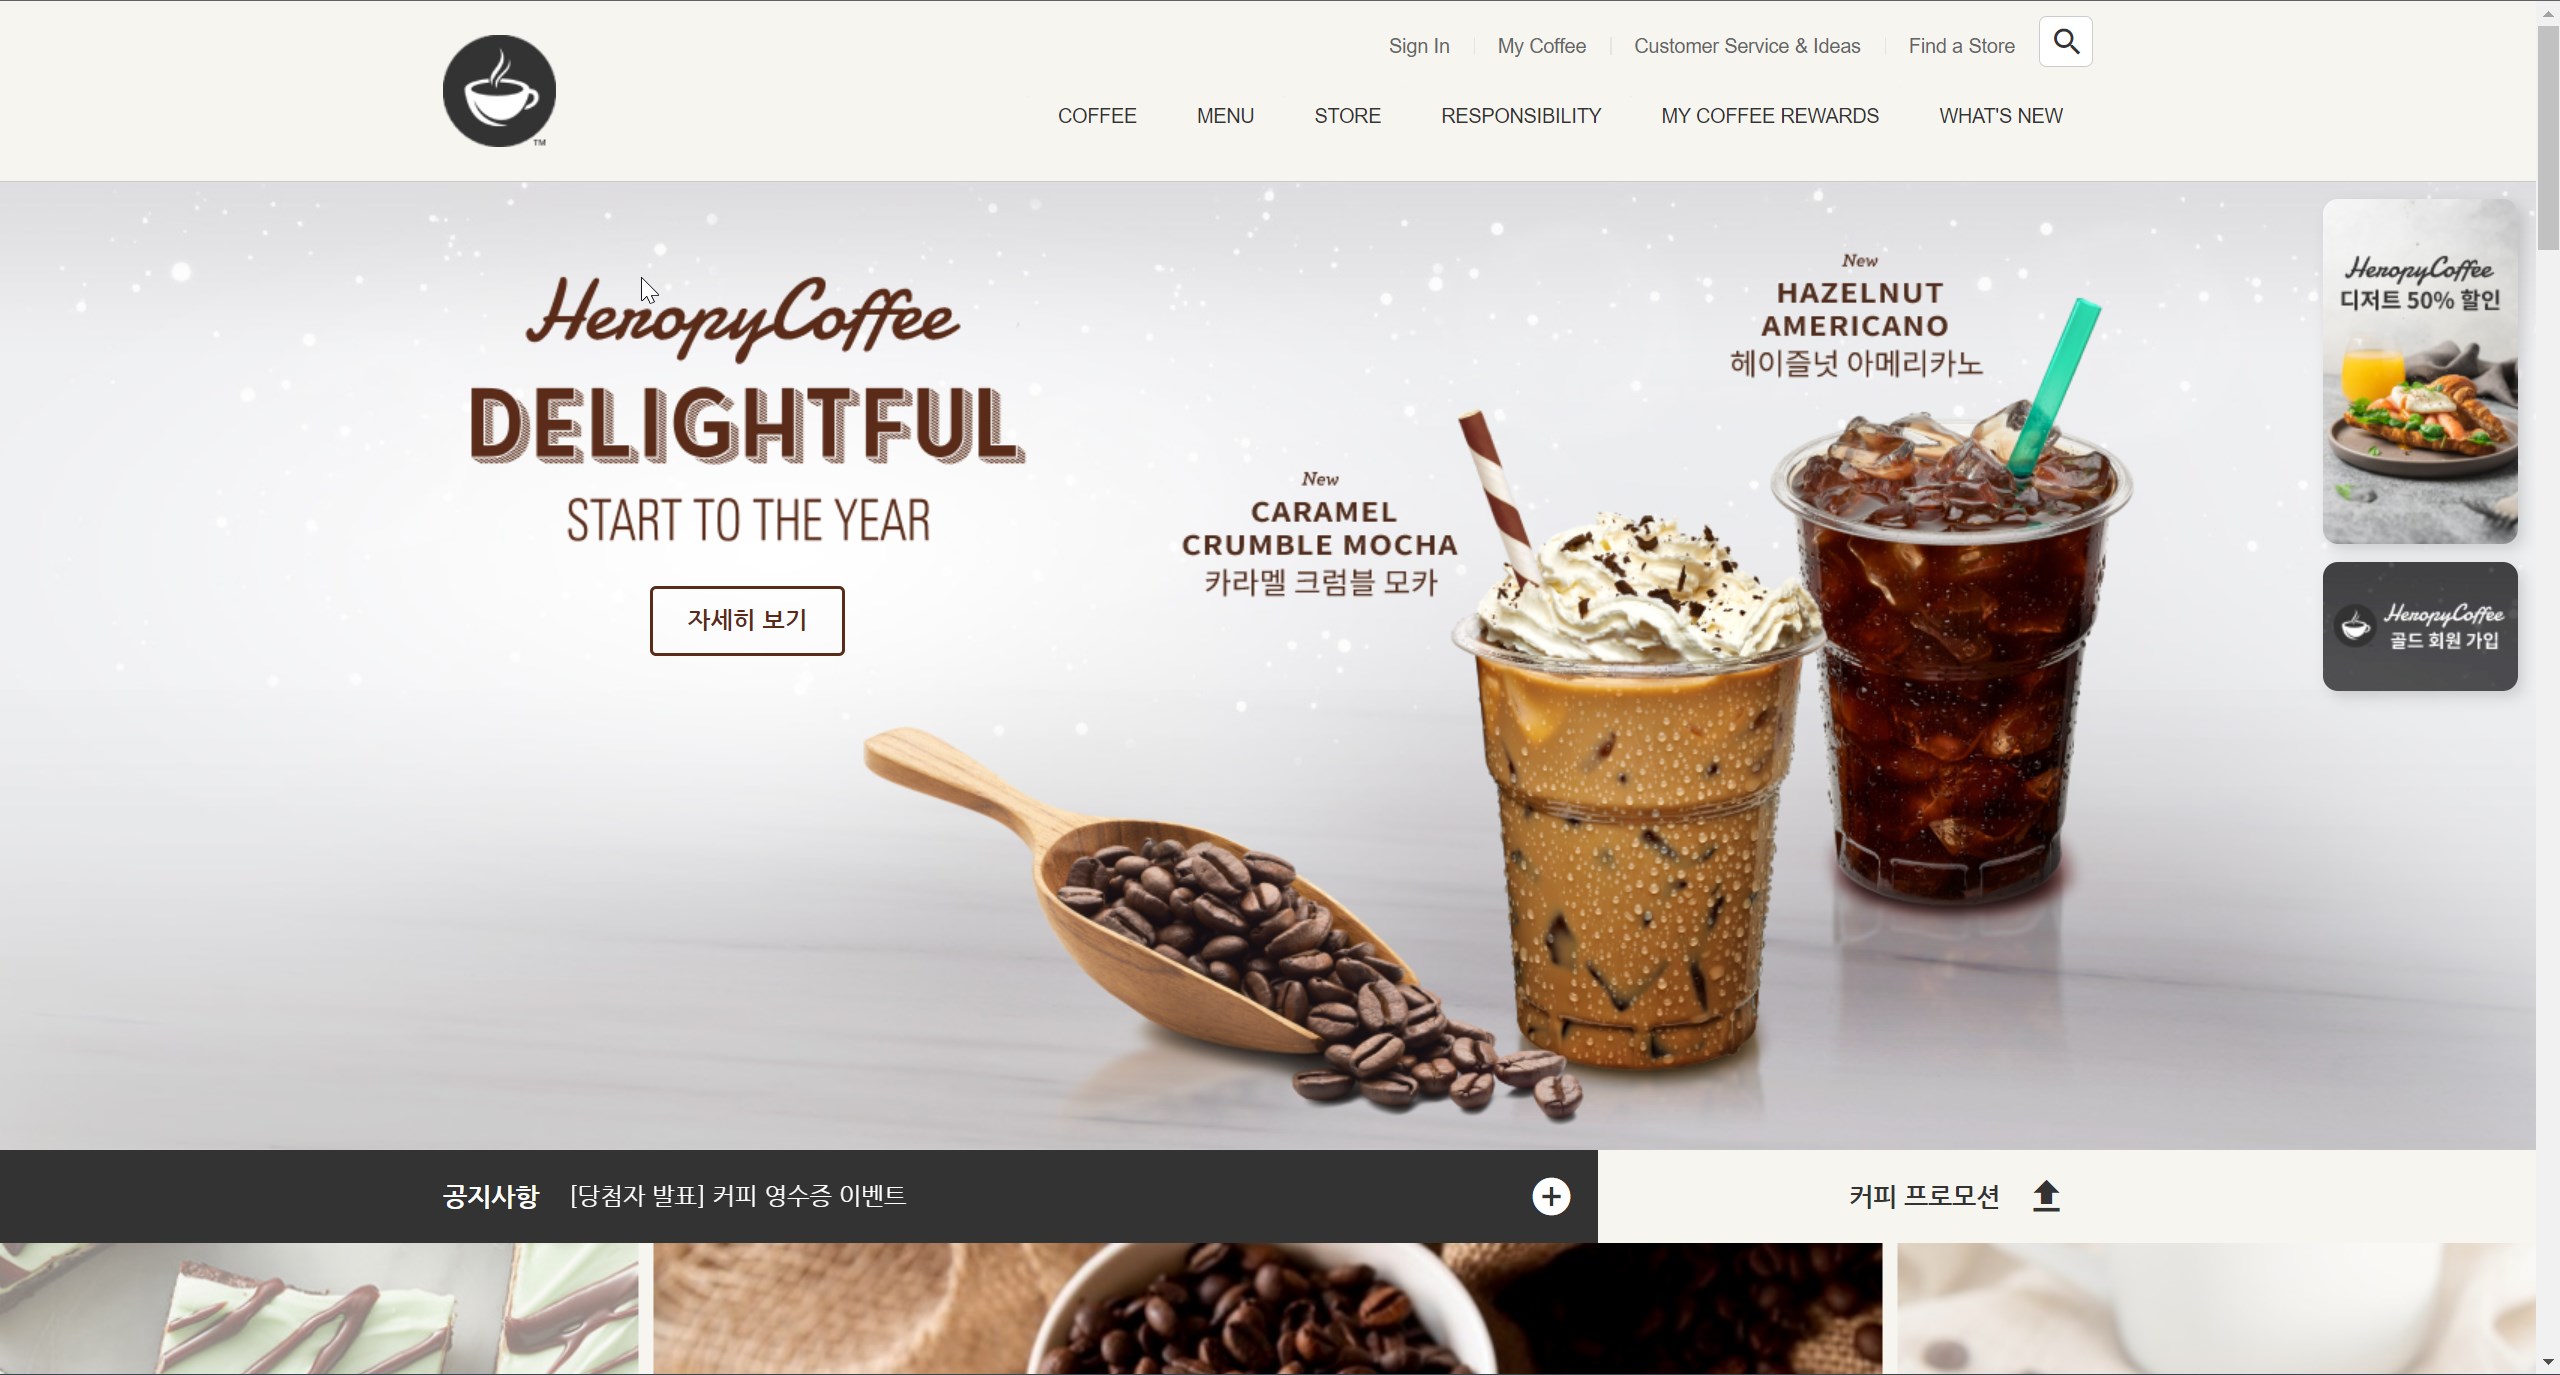 TM
Sign In
My Coffee
Customer Service & Ideas
Find a Store
COFFEE
MENU
STORE
RESPONSIBILITY
MY COFFEE REWARDS
WHAT'S NEW
HeropyCoffee
DELIGHTFUL
START TO THE YEAR
자세히 보기
New
CARAMEL
CRUMBLE MOCHA
카라멜 크럼블 모카
New
HAZELNUT
AMERICANO
헤이즐넛 아메리카노
HeropyCoffee
디저트 50% 할인
HeropyCoffee
골드 회원 가입
공지사항
[당첨자 발표] 커피 영수증 이벤트
커피 프로모션